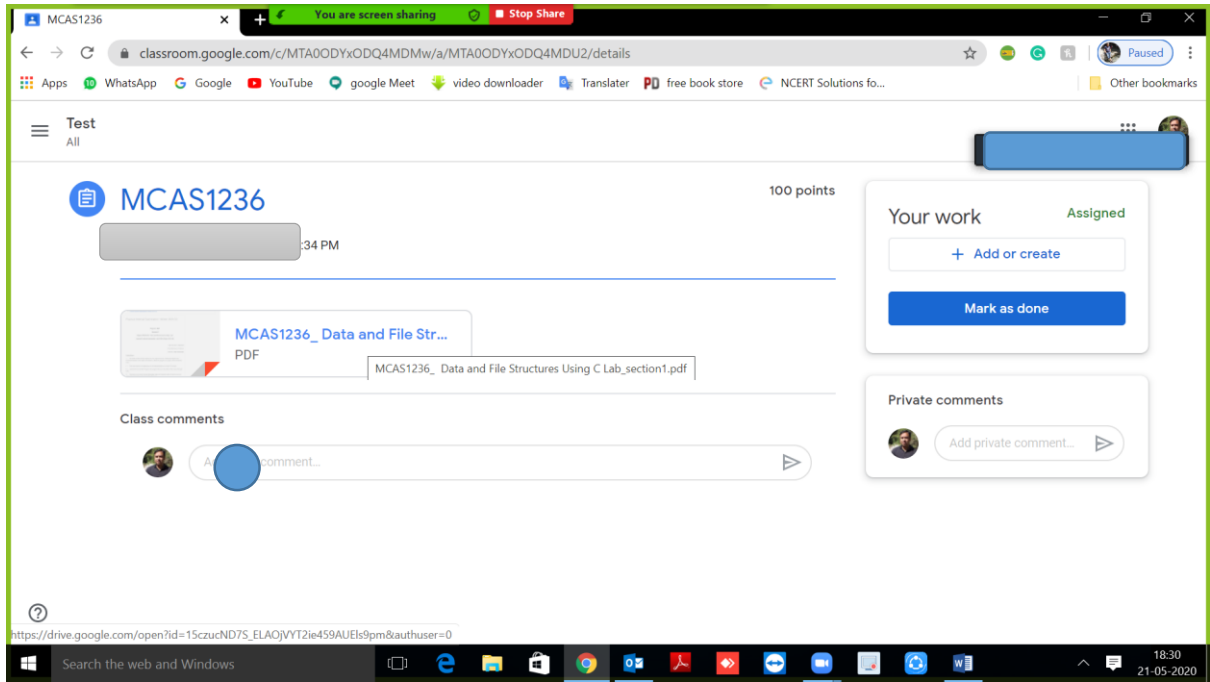 MCAS1236
You are screen sharing
Stop Share
classroom.google.com/c/MTA0ODYxODQ4MDMw/a/MTA0ODYxODQ4MDU2/details
Paused
Apps
WhatsApp
Google
YouTube
google Meet
video downloader
Translater
PD free book store
NCERT Solutions fo...
Other bookmarks
Test
All
MCAS1236
100 points
:34 PM
Your work
Assigned
+ Add or create
Mark as done
MCAS1236_ Data and File Str...
PDF
MCAS1236_ Data and File Structures Using C Lab_section1.pdf
Class comments
comment...
Private comments
Add private comment...
https://drive.google.com/open?id=15czucND7S_ELAOjVYT2ie459AUEls9pm&authuser=0
Search the web and Windows
18:30
21-05-2020